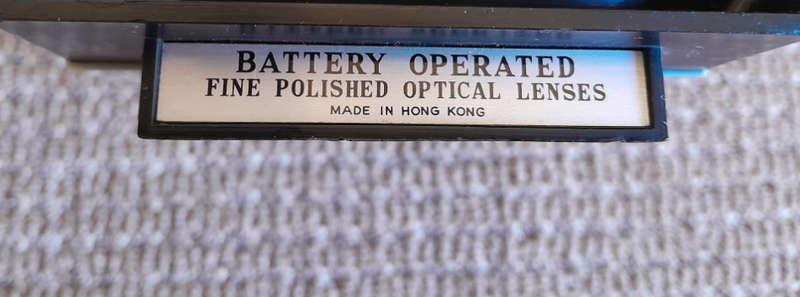 BATTERY OPERATED
FINE POLISHED OPTICAL LENSES
MADE IN HONG KONG